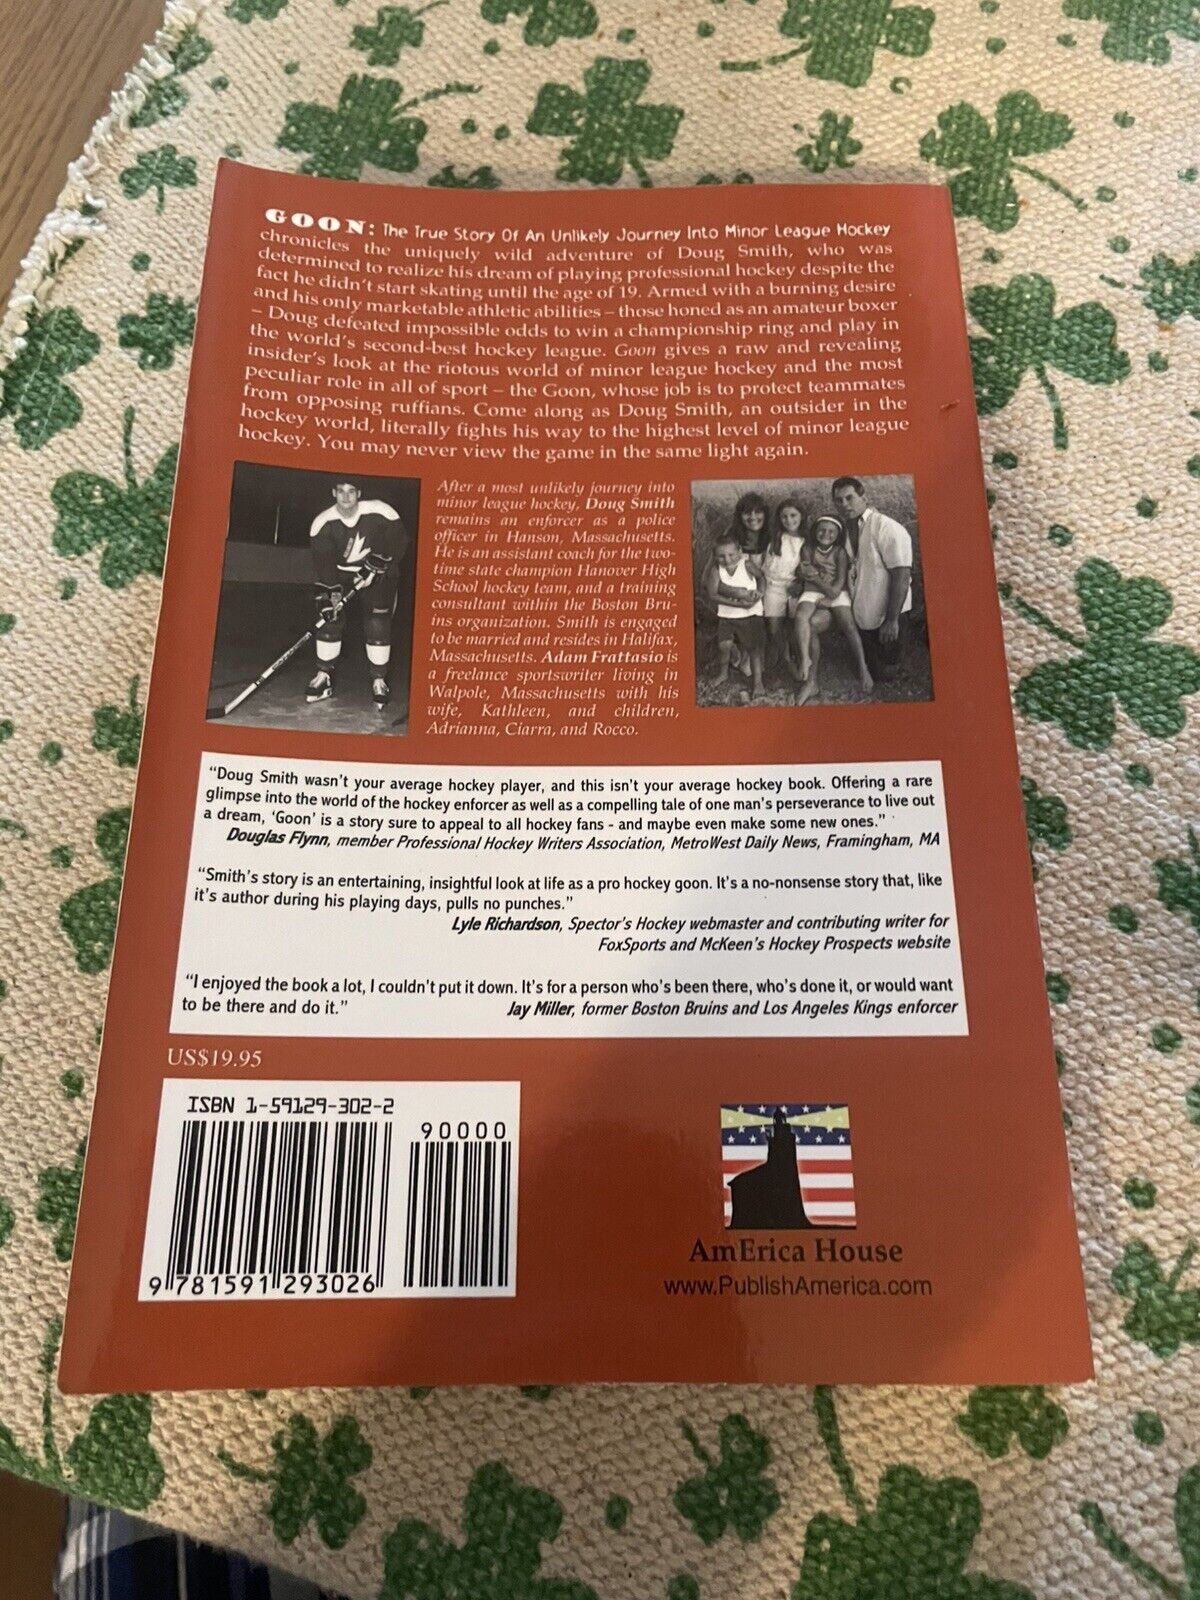 GOON: The True Story Of An Unlikely Journey Into Minor League Hockey
chronicles the uniquely wild adventure of Doug Smith, who was
determined to realize his dream of playing professional hockey despite the
fact he didn't start skating until the age of 19. Armed with a burning desire
and his only marketable athletic abilities – those honed as an amateur boxer
– Doug defeated impossible odds to win a championship ring and play in
the world's second-best hockey league. Goon gives a raw and revealing
insider's look at the riotous world of minor league hockey and the most
peculiar role in all of sport – the Goon, whose job is to protect teammates
from opposing ruffians. Come along as Doug Smith, an outsider in the
hockey world, literally fights his way to the highest level of minor league
hockey. You may never view the game in the same light again.
After a most unlikely journey into
minor league hockey, Doug Smith
remains an enforcer as a police
officer in Hanson, Massachusetts.
He is an assistant coach for the two-
time state champion Hanover High
School hockey team, and a training
consultant within the Boston Bru-
ins organization. Smith is engaged
to be married and resides in Halifax,
Massachusetts. Adam Frattasio is
a freelance sportswriter living in
Walpole, Massachusetts with his
wife, Kathleen, and children,
Adrianna, Ciarra, and Rocco.
"Doug Smith wasn't your average hockey player, and this isn't your average hockey book. Offering a rare
glimpse into the world of the hockey enforcer as well as a compelling tale of one man's perseverance to live out
a dream, 'Goon' is a story sure to appeal to all hockey fans - and maybe even make some new ones."
Douglas Flynn, member Professional Hockey Writers Association, MetroWest Daily News, Framingham, MA
"Smith's story is an entertaining, insightful look at life as a pro hockey goon. It's a no-nonsense story that, like
it's author during his playing days, pulls no punches."
Lyle Richardson, Spector's Hockey webmaster and contributing writer for
FoxSports and McKeen's Hockey Prospects website
"I enjoyed the book a lot, I couldn't put it down. It's for a person who's been there, who's done it, or would want
to be there and do it." Jay Miller, former Boston Bruins and Los Angeles Kings enforcer
US$19.95
ISBN 1-59129-302-2
90000
9 781591 293026
AmErica House
www.PublishAmerica.com